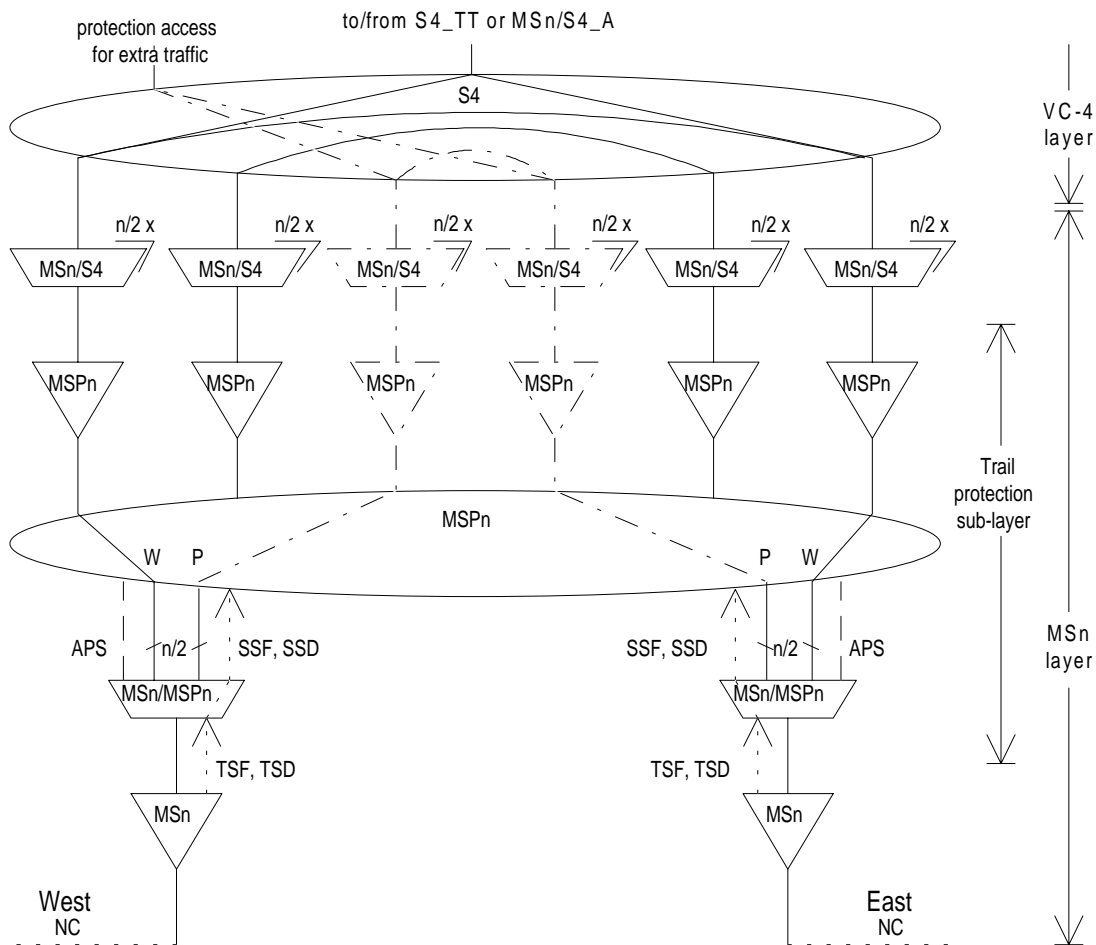 to/from S4_TT or MSn/S4_A
protection access
for extra traffic
S4
VC-4
layer
n/2 x n/2 x n/2 x n/2 x n/2 x n/2 x
MSn/S4 MSn/S4 MSn/S4 MSn/S4 MSn/S4 MSn/S4
MSPn MSPn MSPn MSPn MSPn MSPn
Trail
protection
sub-layer
MSPn
W P P W
APS n/2 SSF, SSD SSF, SSD n/2 APS
MSn
layer
MSn/MSPn MSn/MSPn
TSF, TSD TSF, TSD
MSn MSn
West East
NC NC